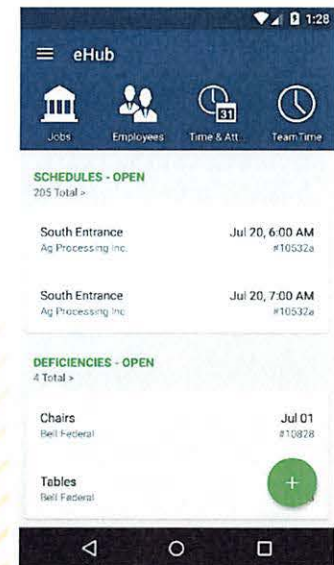 1:28
eHub
Jobs Employees Time & Att... TeamTime
31
SCHEDULES - OPEN
205 Total >
South Entrance Jul 20, 6:00 AM
Ag Processing Inc. #10532a
South Entrance Jul 20, 7:00 AM
Ag Processing Inc. #10532a
DEFICIENCIES - OPEN
4 Total >
Chairs Jul 01
Bell Federal #10828
Tables
Bell Federal
+